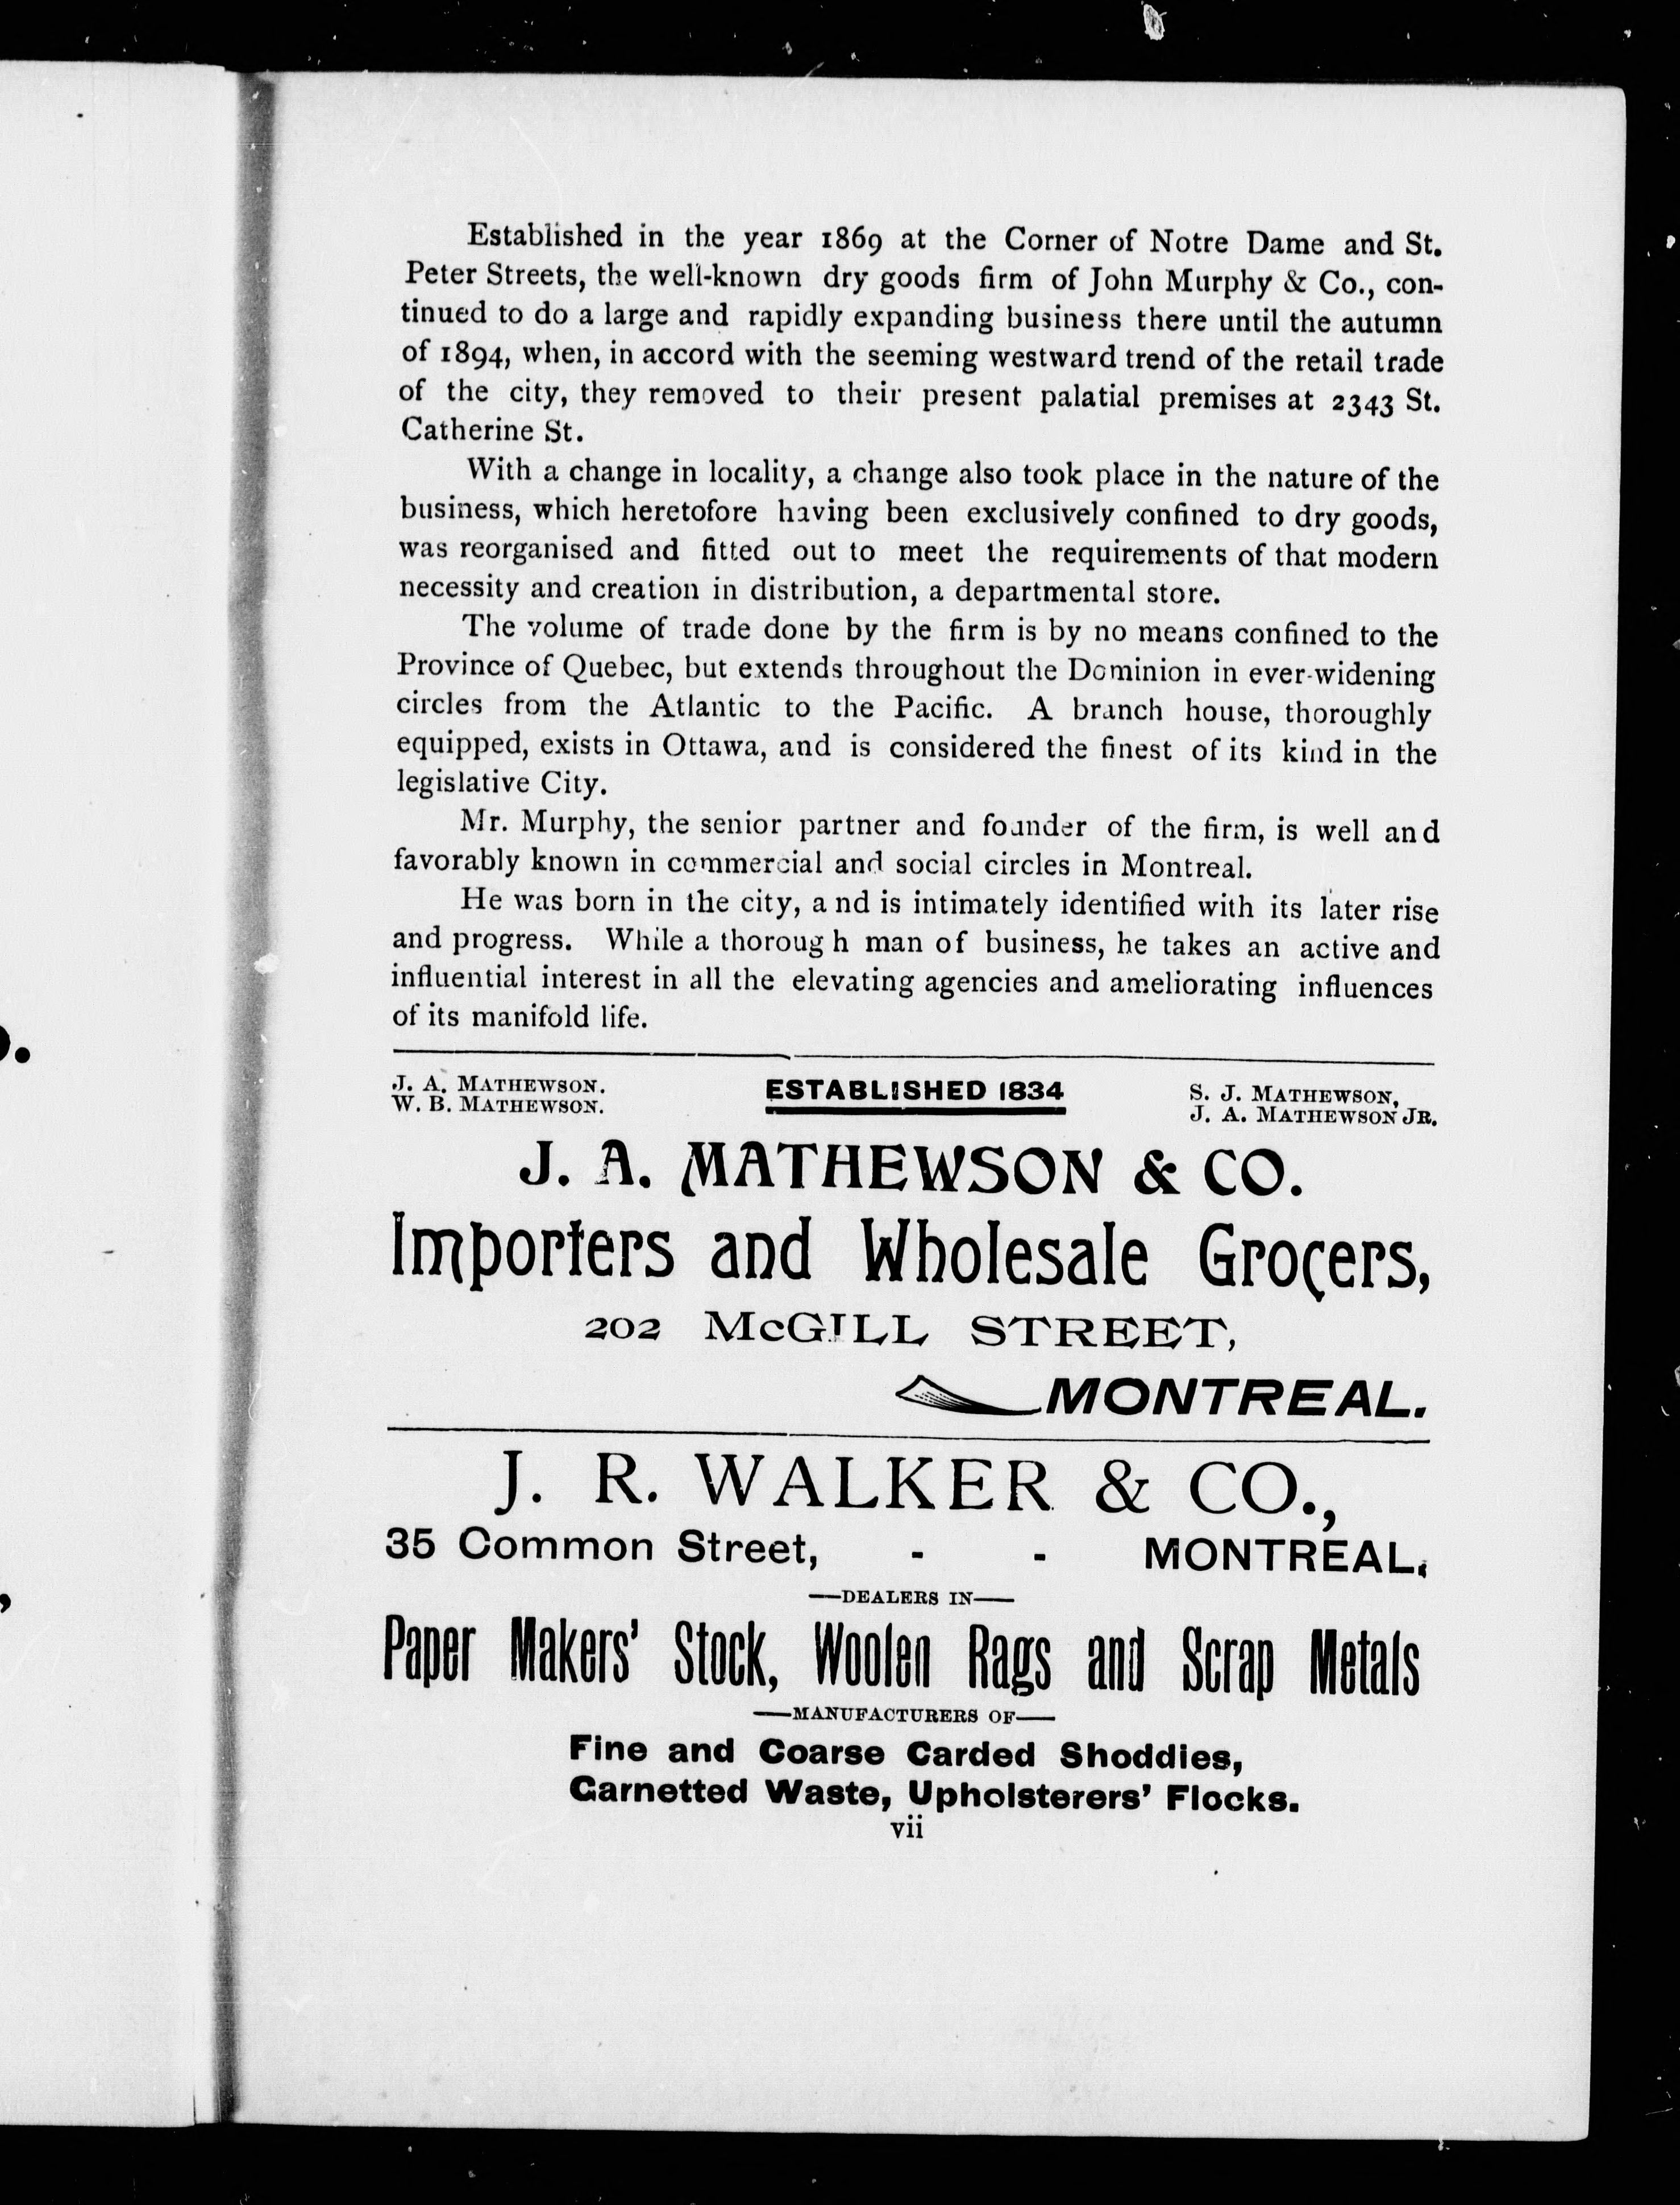 Established in the year 1869 at the Corner of Notre Dame and St.
Peter Streets, the well-known dry goods firm of John Murphy & Co., con-
tinued to do a large and rapidly expanding business there until the autumn
of 1894, when, in accord with the seeming westward trend of the retail trade
of the city, they removed to their present palatial premises at 2343 St.
Catherine St.
With a change in locality, a change also took place in the nature of the
business, which heretofore having been exclusively confined to dry goods,
was reorganised and fitted out to meet the requirements of that modern
necessity and creation in distribution, a departmental store.
The volume of trade done by the firm is by no means confined to the
Province of Quebec, but extends throughout the Dominion in ever-widening
circles from the Atlantic to the Pacific. A branch house, thoroughly
equipped, exists in Ottawa, and is considered the finest of its kind in the
legislative City.
Mr. Murphy, the senior partner and founder of the firm, is well and
favorably known in commercial and social circles in Montreal.
He was born in the city, a nd is intimately identified with its later rise
and progress. While a thoroug h man of business, he takes an active and
influential interest in all the elevating agencies and ameliorating influences
of its manifold life.
J. A. MATHEWSON. ESTABLISHED 1834 S. J. MATHEWSON,
W. B. MATHEWSON. J. A. MATHEWSON JR.
J. A. MATHEWSON & CO.
Importers and Wholesale Grocers,
202 McGILL STREET,
MONTREAL.
J. R. WALKER & CO.,
35 Common Street, - - MONTREAL.
—DEALERS IN—
Paper Makers' Stock, Woolen Rags and Scrap Metals
—MANUFACTURERS OF—
Fine and Coarse Carded Shoddies,
Garnetted Waste, Upholsterers' Flocks.
vii